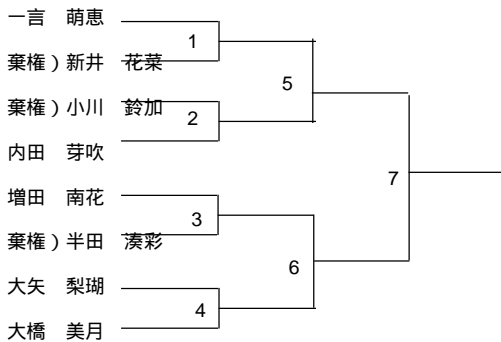 一言　萌恵
1
棄権）新井　花菜
5
棄権）小川　鈴加
2
内田　芽吹
7
増田　南花
3
棄権）半田　湊彩
6
大矢　梨瑚
4
大橋　美月